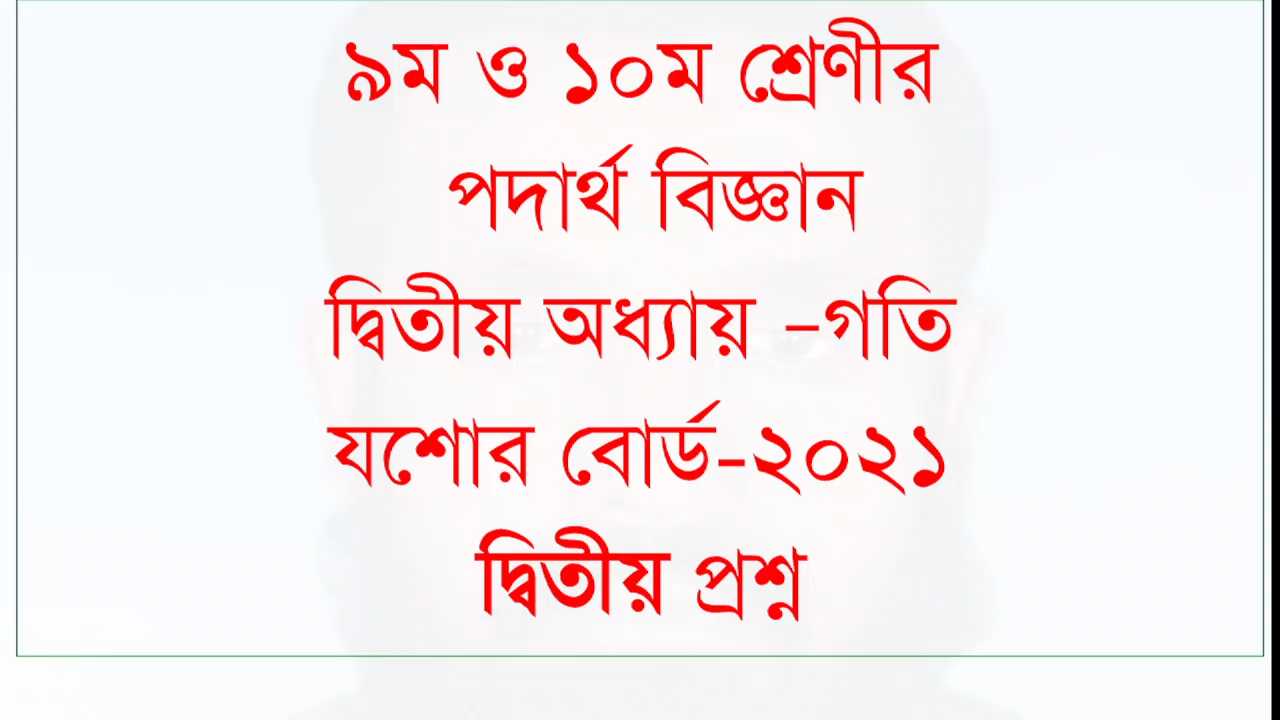 ৯ম ও ১০ম শ্রেণীর
পদার্থ বিজ্ঞান
দ্বিতীয় অধ্যায় -গতি
যশোর বোর্ড-২০২১
দ্বিতীয় প্রশ্ন